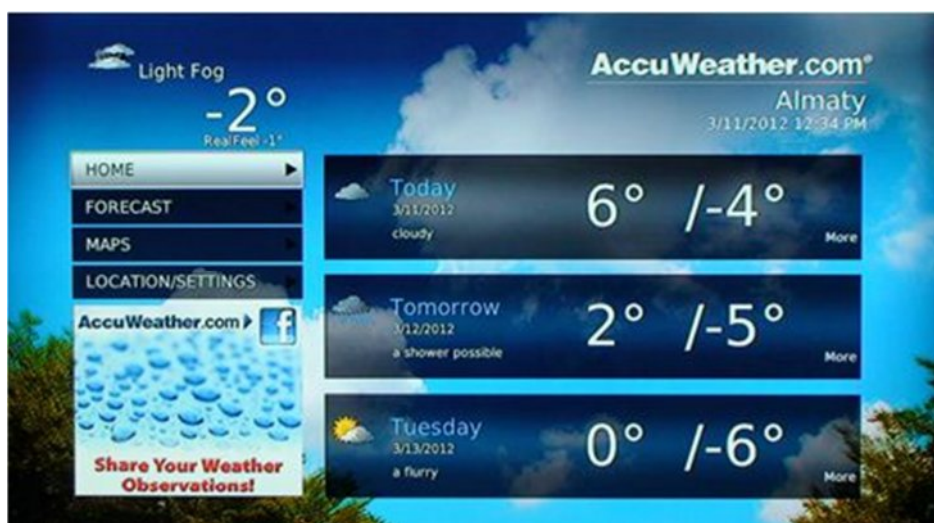 Light Fog
-2°
RealFeel -1°
AccuWeather.com®
Almaty
3/11/2012 12:34 PM
HOME
FORECAST
MAPS
LOCATION/SETTINGS
AccuWeather.com
f
Share Your Weather
Observations!
Today
3/11/2012
cloudy
6° /-4°
More
Tomorrow
3/12/2012
a shower possible
2° /-5°
More
Tuesday
3/13/2012
a flurry
0° /-6°
More